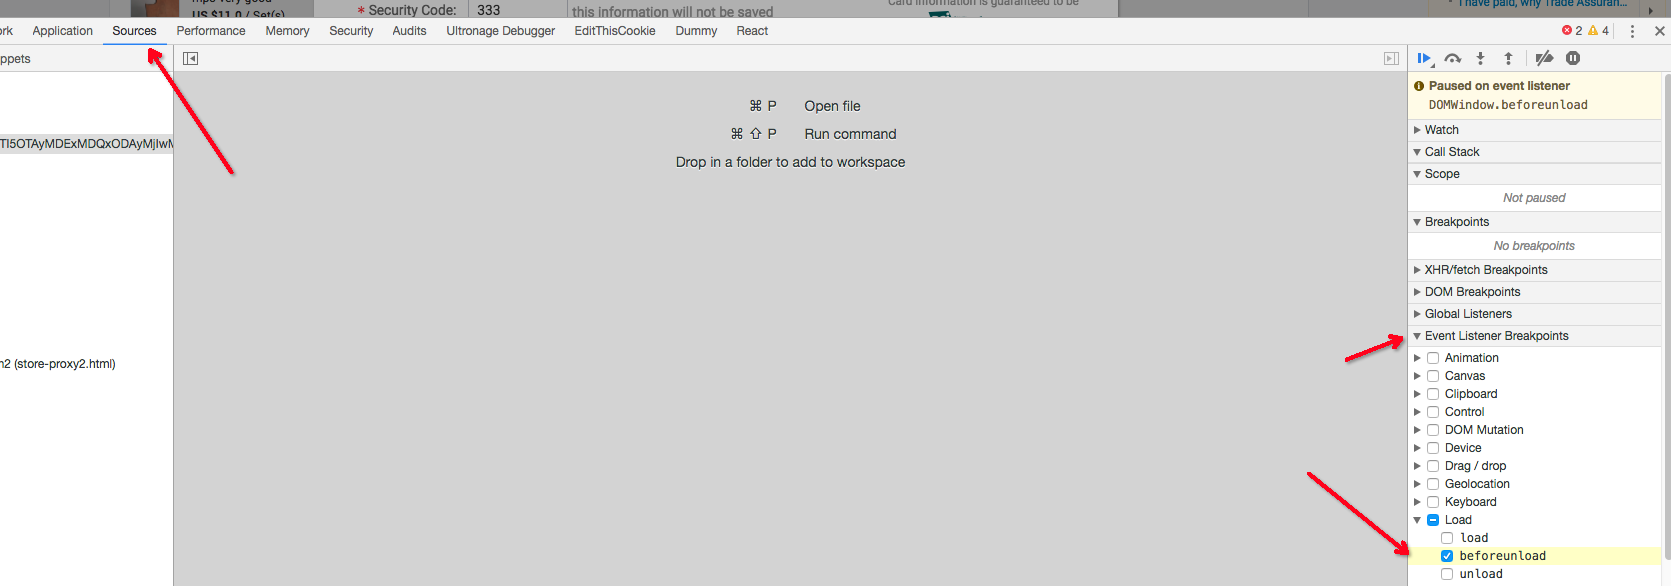 US $11.0 / Set(s)
* Security Code:
333
this information will not be saved
Card information is guaranteed to be
I have paid, why Trade Assuran...
rk
Application
Sources
Performance
Memory
Security
Audits
Ultronage Debugger
EditThisCookie
Dummy
React
2
4
ppets
⌘ P Open file
⌘ ⇧ P Run command
Drop in a folder to add to workspace
n2 (store-proxy2.html)
Paused on event listener
DOMWindow.beforeunload
Watch
Call Stack
Scope
Not paused
Breakpoints
No breakpoints
XHR/fetch Breakpoints
DOM Breakpoints
Global Listeners
Event Listener Breakpoints
Animation
Canvas
Clipboard
Control
DOM Mutation
Device
Drag / drop
Geolocation
Keyboard
Load
load
beforeunload
unload